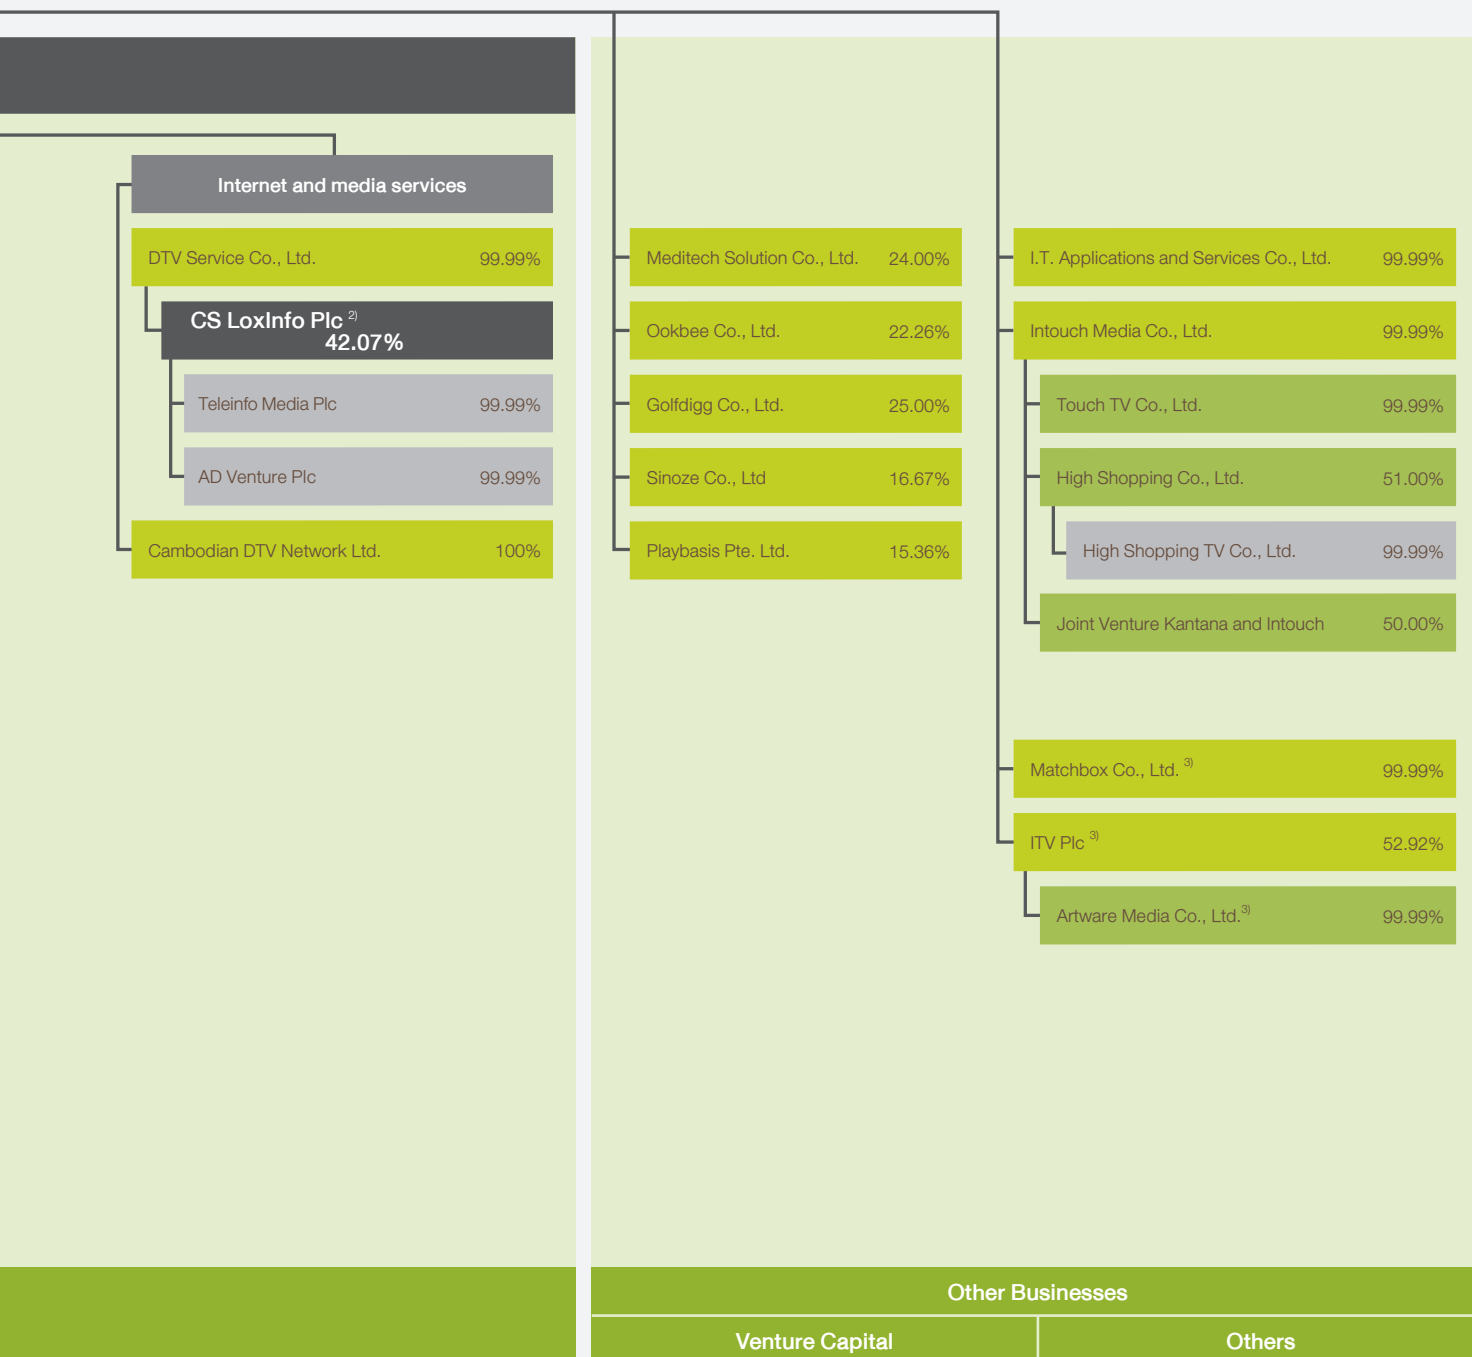 Internet and media services
DTV Service Co., Ltd. 99.99%
CS LoxInfo Plc 2)
42.07%
Teleinfo Media Plc 99.99%
AD Venture Plc 99.99%
Cambodian DTV Network Ltd. 100%
Meditech Solution Co., Ltd. 24.00%
Ookbee Co., Ltd. 22.26%
Golfdigg Co., Ltd. 25.00%
Sinoze Co., Ltd 16.67%
Playbasis Pte. Ltd. 15.36%
I.T. Applications and Services Co., Ltd. 99.99%
Intouch Media Co., Ltd. 99.99%
Touch TV Co., Ltd. 99.99%
High Shopping Co., Ltd. 51.00%
High Shopping TV Co., Ltd. 99.99%
Joint Venture Kantana and Intouch 50.00%
Matchbox Co., Ltd. 3) 99.99%
ITV Plc 3) 52.92%
Artware Media Co., Ltd.3) 99.99%
Other Businesses
Venture Capital
Others